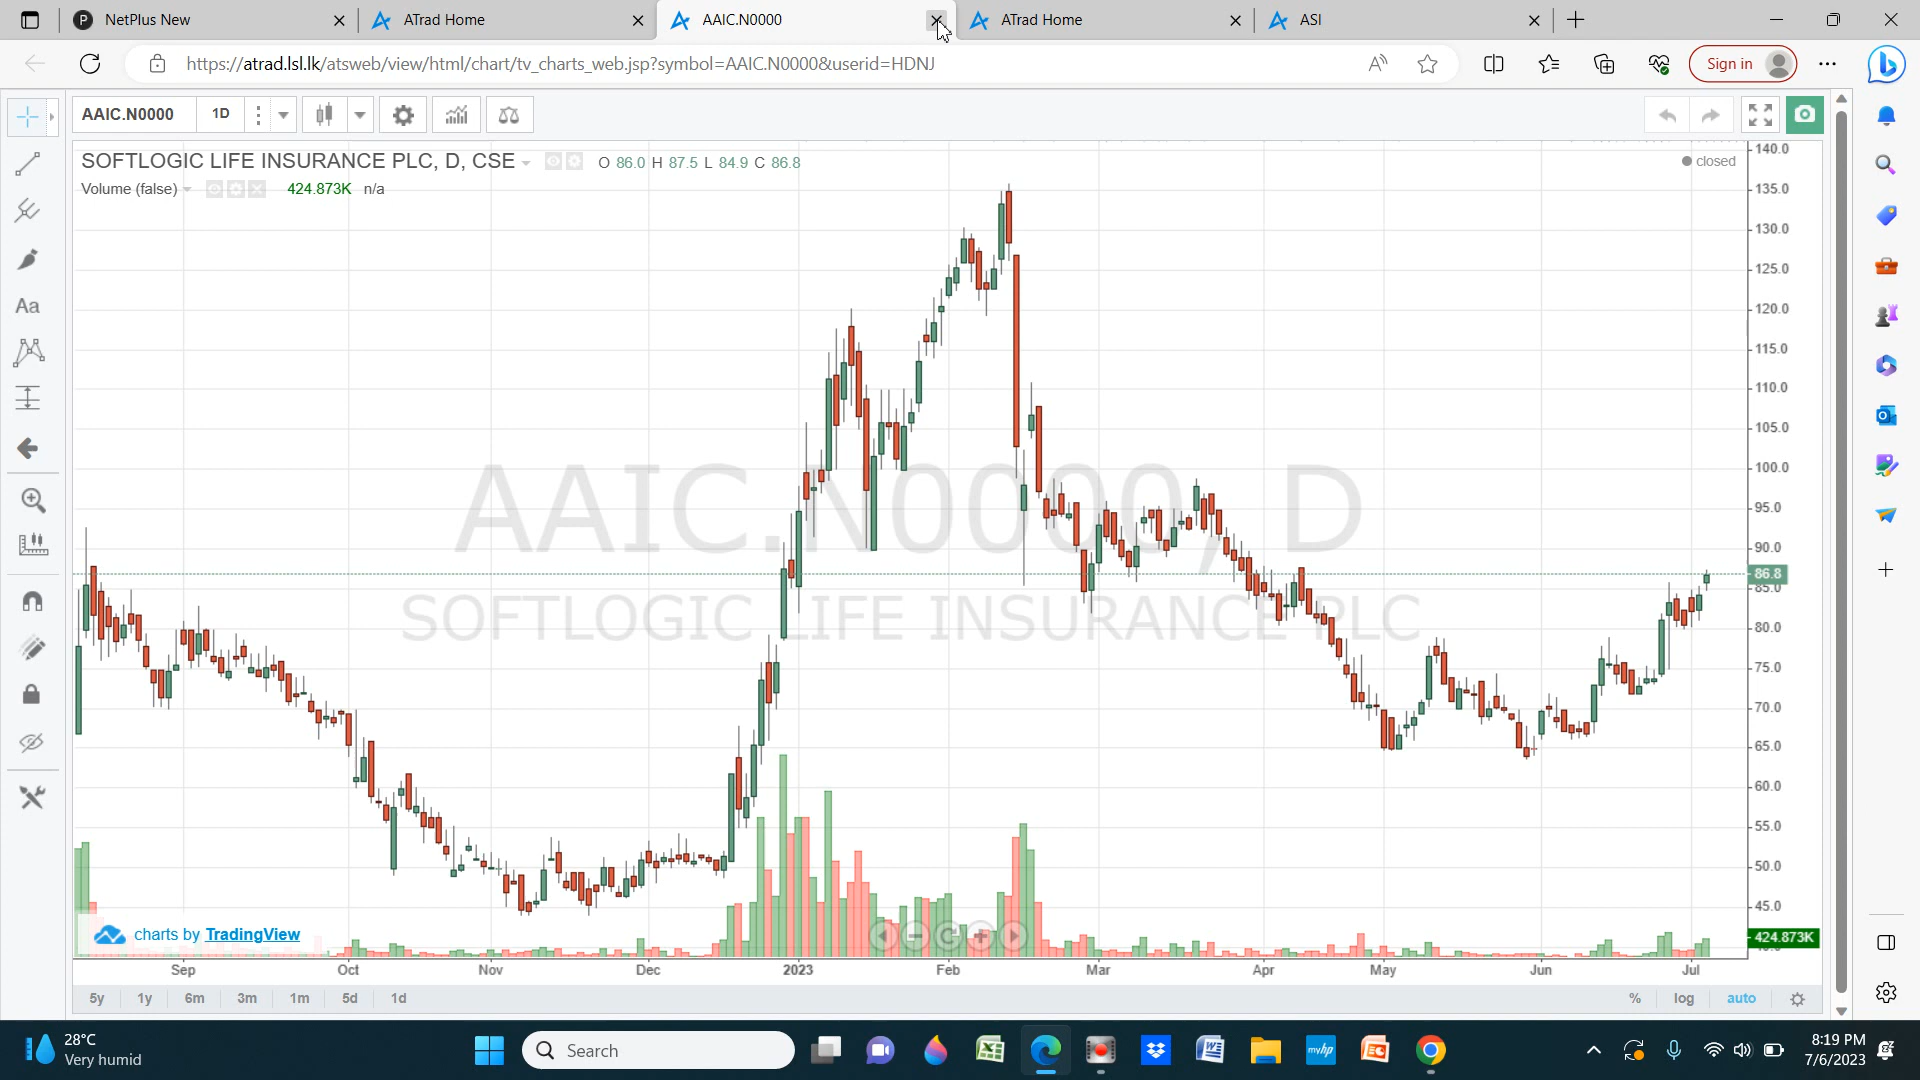 NetPlus New
ATrad Home
AAIC.N0000
ATrad Home
ASI
https://atrad.lsl.lk/atsweb/view/html/chart/tv_charts_web.jsp?symbol=AAIC.N0000&userid=HDNJ
Sign in
AAIC.N0000
1D
SOFTLOGIC LIFE INSURANCE PLC, D, CSE
O 86.0 H 87.5 L 84.9 C 86.8
closed
Volume (false)
424.873K n/a
Aa
AAIC.N0000, D
SOFTLOGIC LIFE INSURANCE PLC
140.0
135.0
130.0
125.0
120.0
115.0
110.0
105.0
100.0
95.0
90.0
86.8
85.0
80.0
75.0
70.0
65.0
60.0
55.0
50.0
45.0
424.873K
charts by TradingView
Sep Oct Nov Dec 2023 Feb Mar Apr May Jun Jul
5y 1y 6m 3m 1m 5d 1d
% log auto
28°C
Very humid
Search
mvhp
8:19 PM
7/6/2023